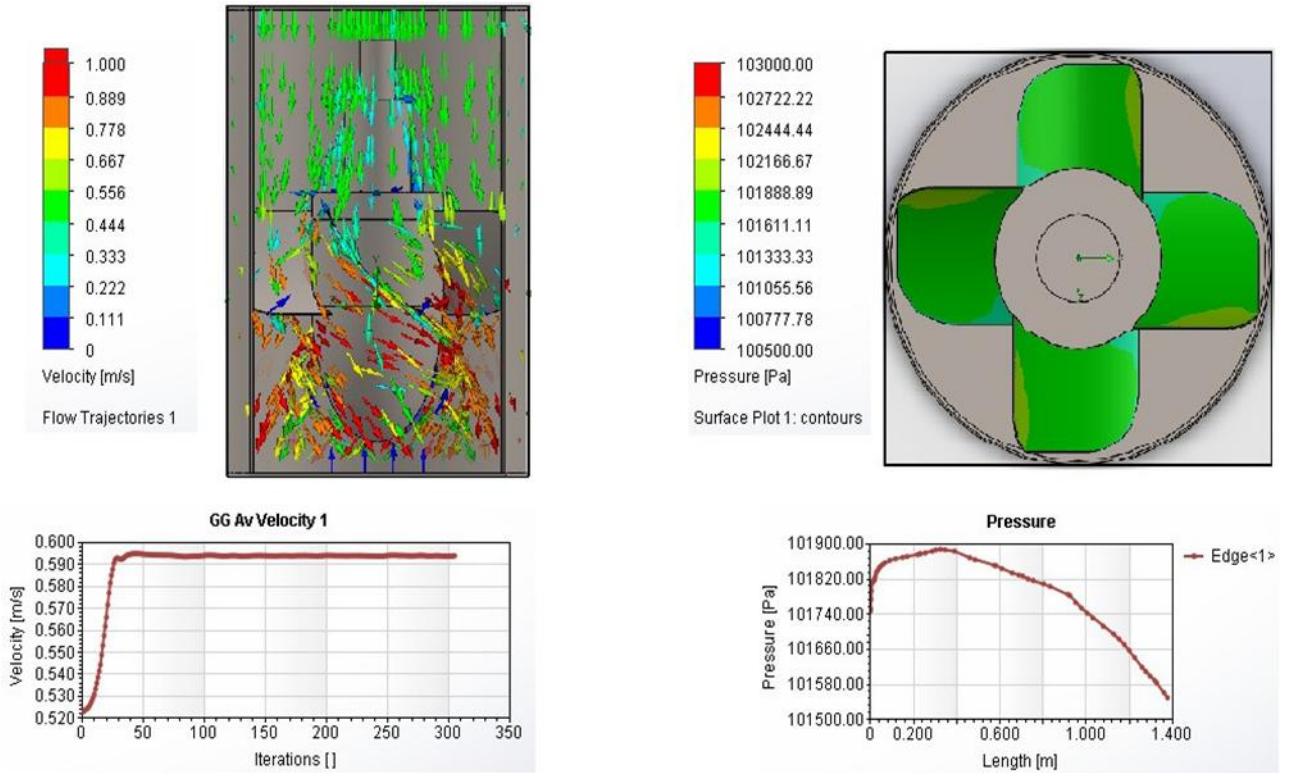 1.000
0.889
0.778
0.667
0.556
0.444
0.333
0.222
0.111
0
Velocity [m/s]
Flow Trajectories 1
103000.00
102722.22
102444.44
102166.67
101888.89
101611.11
101333.33
101055.56
100777.78
100500.00
Pressure [Pa]
Surface Plot 1: contours
GG Av Velocity 1
0.600
0.590
0.580
0.570
0.560
0.550
0.540
0.530
0.520
Velocity [m/s]
0 50 100 150 200 250 300 350
Iterations [ ]
Pressure
101900.00
101820.00
101740.00
101660.00
101580.00
101500.00
Pressure [Pa]
0 0.200 0.600 1.000 1.400
Length [m]
Edge<1>